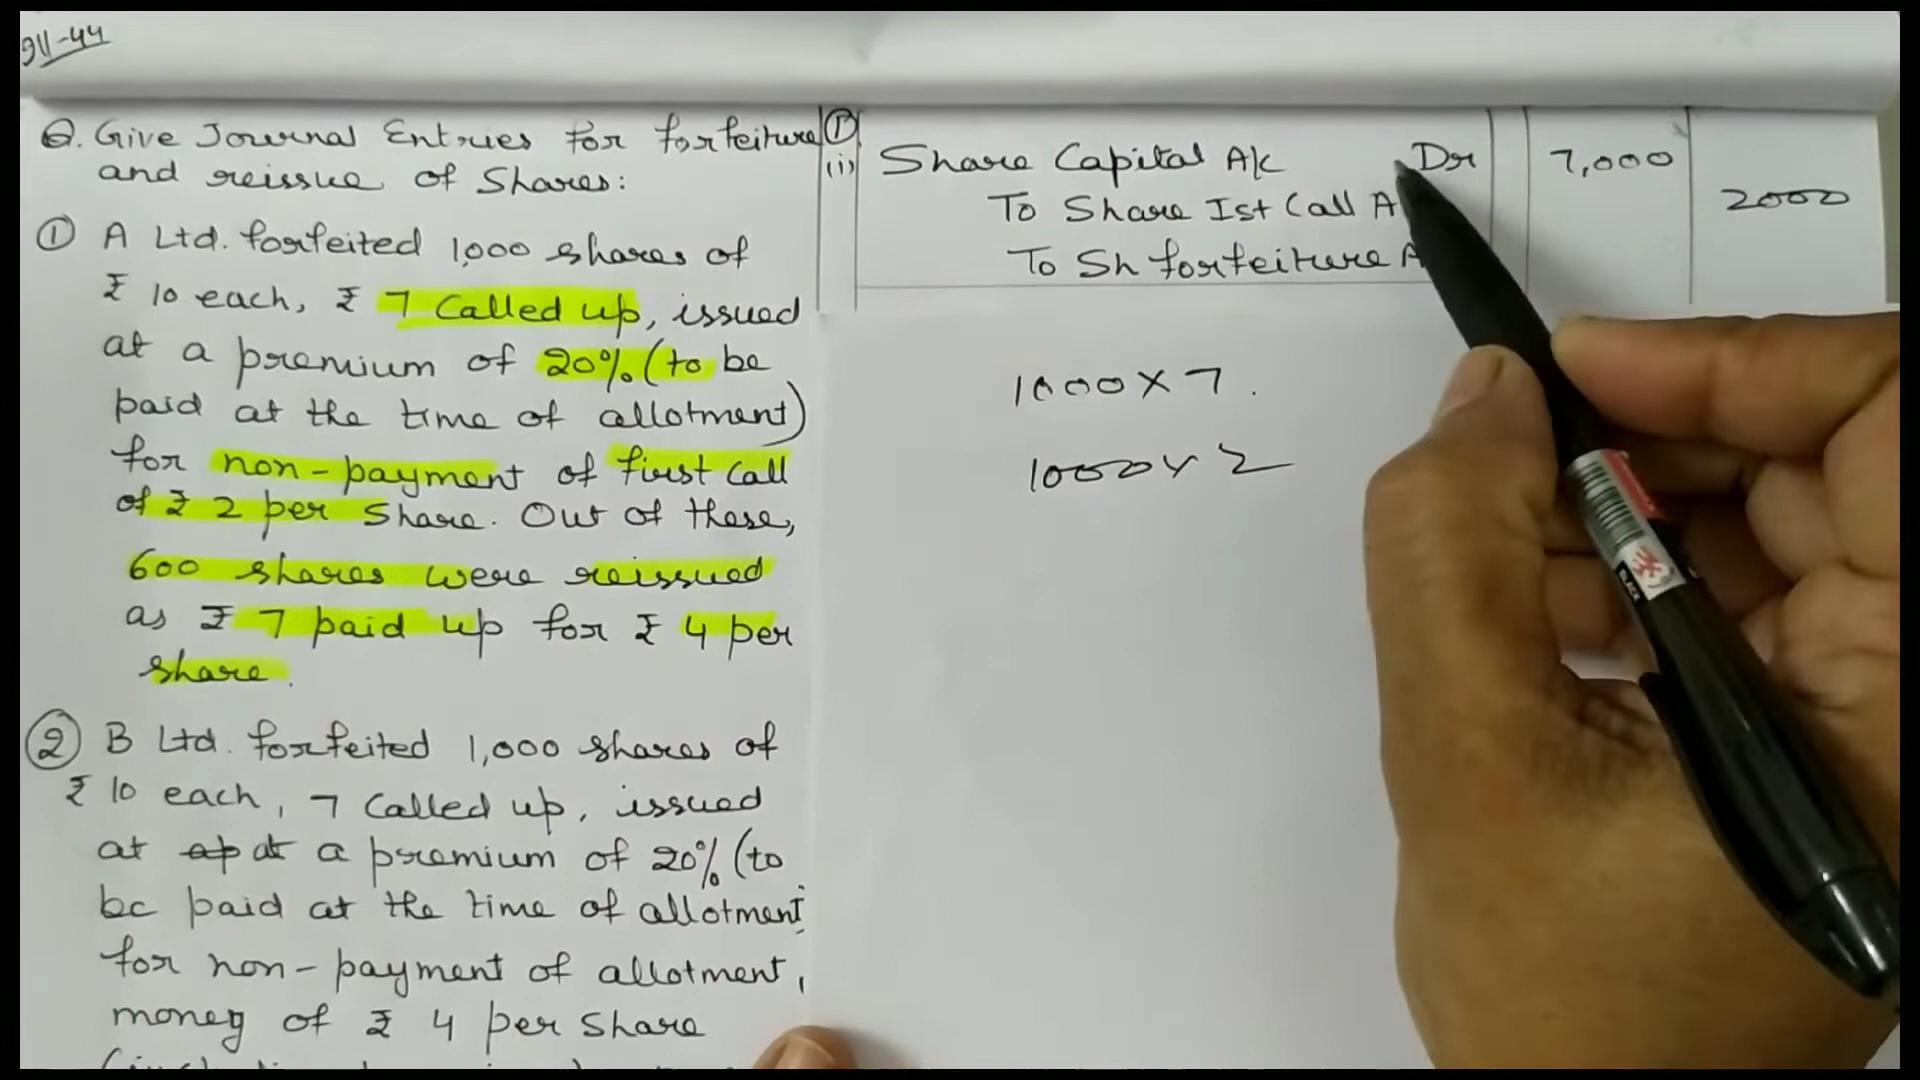 Q. Give Journal Entries for forfeiture
and reissue of Shares:
① A Ltd. forfeited 1,000 shares of
₹ 10 each, ₹ 7 Called up, issued
at a premium of 20% (to be
paid at the time of allotment)
for non-payment of first call
of ₹ 2 per Share. Out of these,
600 shares were reissued
as ₹ 7 paid up for ₹ 4 per
share.
② B Ltd. forfeited 1,000 shares of
₹ 10 each, 7 Called up, issued
at at a premium of 20% (to
be paid at the time of allotment,
for non-payment of allotment,
money of ₹ 4 per Share
①
(i) Share Capital A/c Dr 7,000
To Share Ist Call A 2000
To Sh forfeiture A
1000 X 7.
1000 X 2